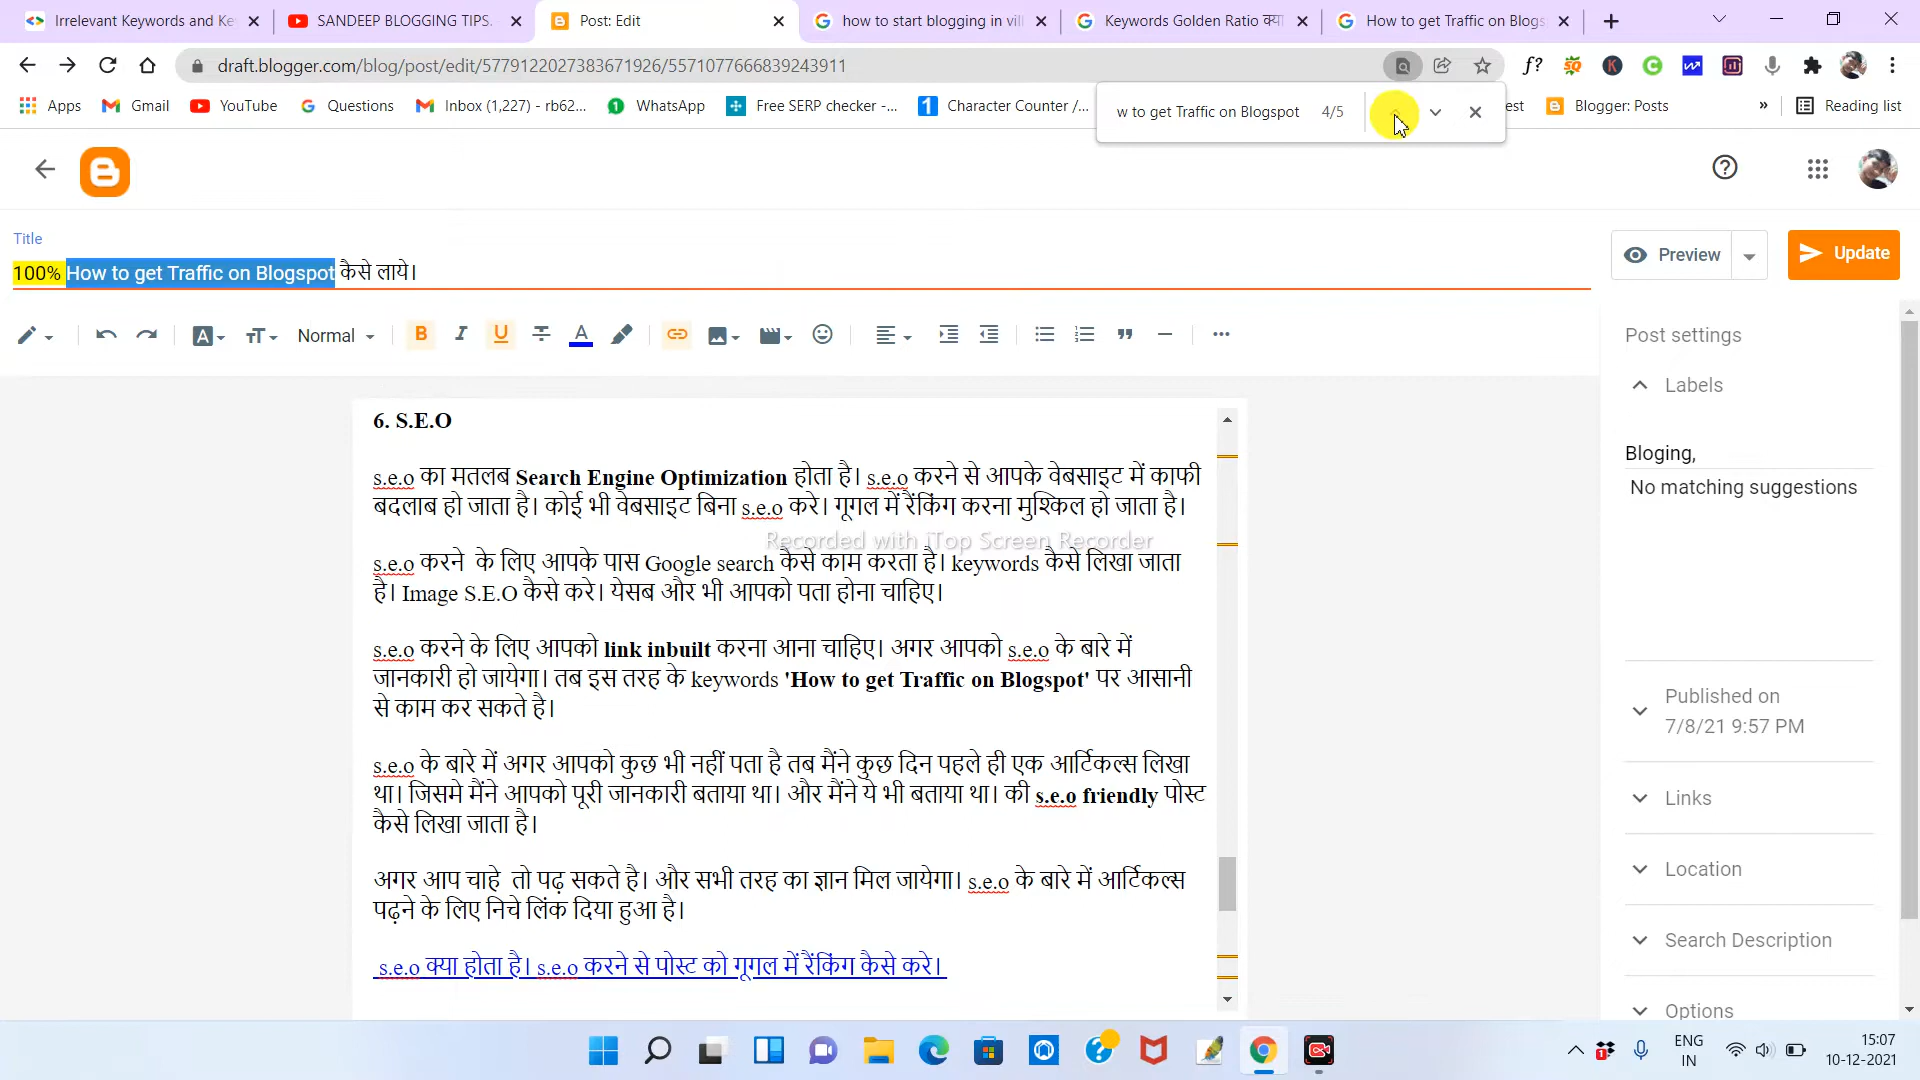 Irrelevant Keywords and Ke
SANDEEP BLOGGING TIPS.
Post: Edit
how to start blogging in vill
Keywords Golden Ratio क्या
How to get Traffic on Blogs
draft.blogger.com/blog/post/edit/5779122027383671926/5571077666839243911
Apps
Gmail
YouTube
Questions
Inbox (1,227) - rb62...
WhatsApp
Free SERP checker -...
Character Counter /...
est
Blogger: Posts
»
Reading list
w to get Traffic on Blogspot 4/5
Title
100% How to get Traffic on Blogspot कैसे लाये।
Preview
Update
Normal
Post settings
Labels
Bloging,
No matching suggestions
Published on
7/8/21 9:57 PM
Links
Location
Search Description
Options
6. S.E.O
s.e.o का मतलब Search Engine Optimization होता है। s.e.o करने से आपके वेबसाइट में काफी
बदलाब हो जाता है। कोई भी वेबसाइट बिना s.e.o करे। गूगल में रैंकिंग करना मुश्किल हो जाता है।
Recorded with iTop Screen Recorder
s.e.o करने के लिए आपके पास Google search कैसे काम करता है। keywords कैसे लिखा जाता
है। Image S.E.O कैसे करे। येसब और भी आपको पता होना चाहिए।
s.e.o करने के लिए आपको link inbuilt करना आना चाहिए। अगर आपको s.e.o के बारे में
जानकारी हो जायेगा। तब इस तरह के keywords 'How to get Traffic on Blogspot' पर आसानी
से काम कर सकते है।
s.e.o के बारे में अगर आपको कुछ भी नहीं पता है तब मैंने कुछ दिन पहले ही एक आर्टिकल्स लिखा
था। जिसमे मैंने आपको पूरी जानकारी बताया था। और मैंने ये भी बताया था। की s.e.o friendly पोस्ट
कैसे लिखा जाता है।
अगर आप चाहे तो पढ़ सकते है। और सभी तरह का ज्ञान मिल जायेगा। s.e.o के बारे में आर्टिकल्स
पढ़ने के लिए निचे लिंक दिया हुआ है।
s.e.o क्या होता है। s.e.o करने से पोस्ट को गूगल में रैंकिंग कैसे करे।
ENG
IN
15:07
10-12-2021